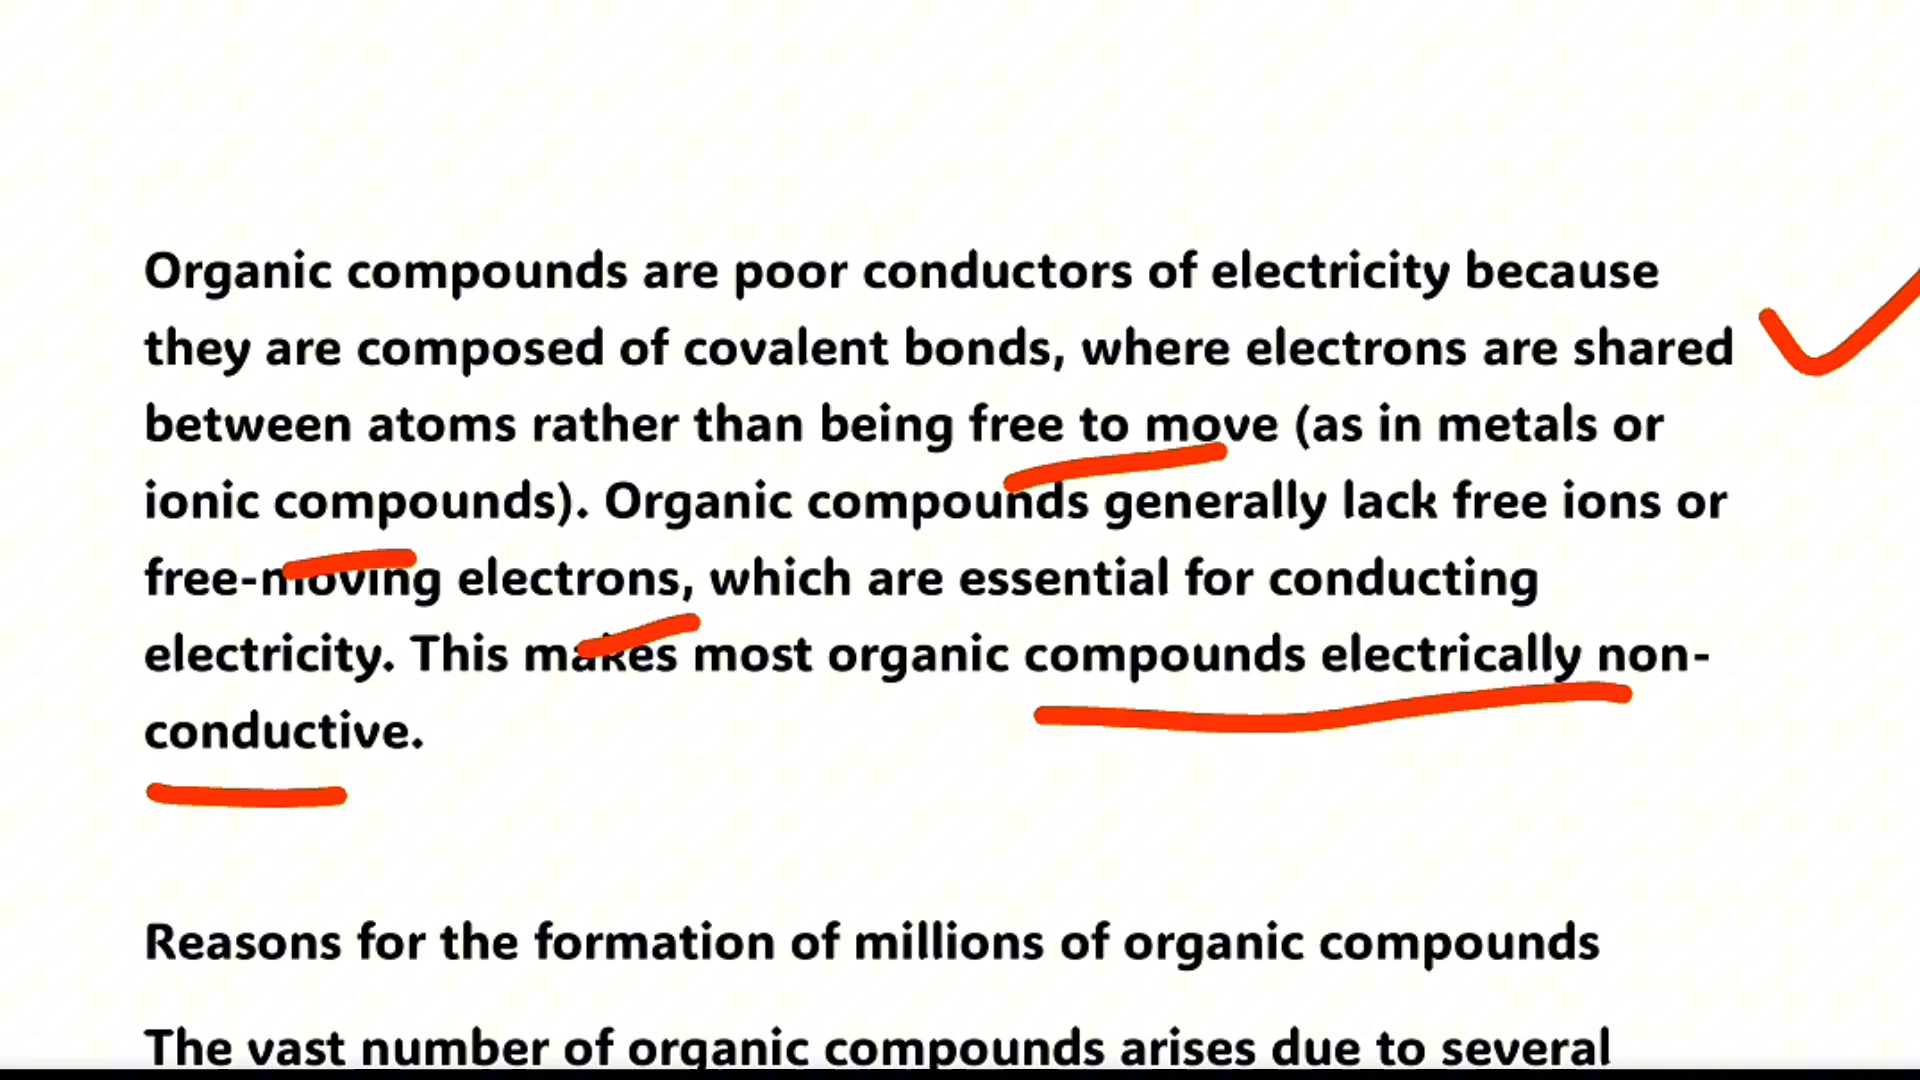 Organic compounds are poor conductors of electricity because
they are composed of covalent bonds, where electrons are shared
between atoms rather than being free to move (as in metals or
ionic compounds). Organic compounds generally lack free ions or
free-moving electrons, which are essential for conducting
electricity. This makes most organic compounds electrically non-
conductive.
Reasons for the formation of millions of organic compounds
The vast number of organic compounds arises due to several